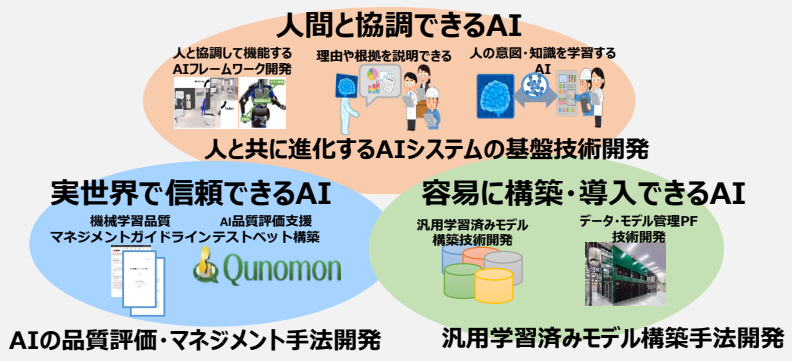 人間と協調できるAI
人と協調して機能する
AIフレームワーク開発
理由や根拠を説明できる
人の意図・知識を学習する
AI
人と共に進化するAIシステムの基盤技術開発
実世界で信頼できるAI
機械学習品質
マネジメントガイドライン
AI品質評価支援
テストベット構築
Qunomon
AIの品質評価・マネジメント手法開発
容易に構築・導入できるAI
汎用学習済みモデル
構築技術開発
データ・モデル管理PF
技術開発
汎用学習済みモデル構築手法開発